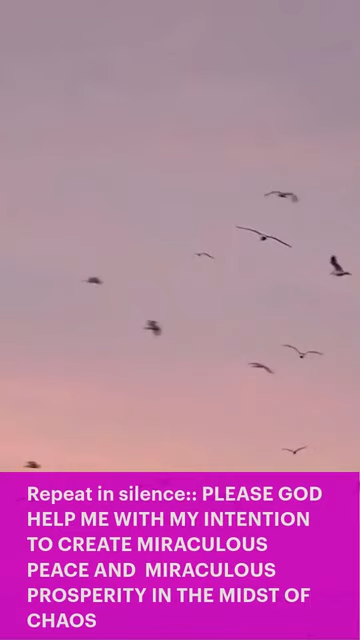 Repeat in silence:: PLEASE GOD
HELP ME WITH MY INTENTION
TO CREATE MIRACULOUS
PEACE AND  MIRACULOUS
PROSPERITY IN THE MIDST OF
CHAOS